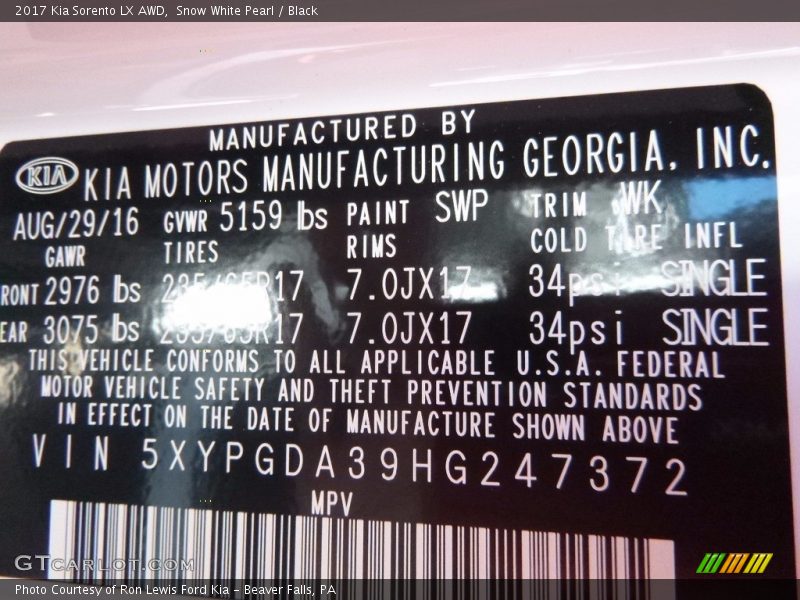 2017 Kia Sorento LX AWD,  Snow White Pearl / Black
MANUFACTURED BY
KIA KIA MOTORS MANUFACTURING GEORGIA, INC.
AUG/29/16 GVWR 5159 lbs PAINT SWP TRIM WK
GAWR TIRES RIMS COLD TIRE INFL
RONT 2976 lbs 235/65R17 7.0JX17 34psi SINGLE
EAR 3075 lbs 235/65R17 7.0JX17 34psi SINGLE
THIS VEHICLE CONFORMS TO ALL APPLICABLE U.S.A. FEDERAL
MOTOR VEHICLE SAFETY AND THEFT PREVENTION STANDARDS
IN EFFECT ON THE DATE OF MANUFACTURE SHOWN ABOVE
VIN 5XYPGDA39HG247372
MPV
GTcarlot.com
Photo Courtesy of Ron Lewis Ford Kia - Beaver Falls, PA